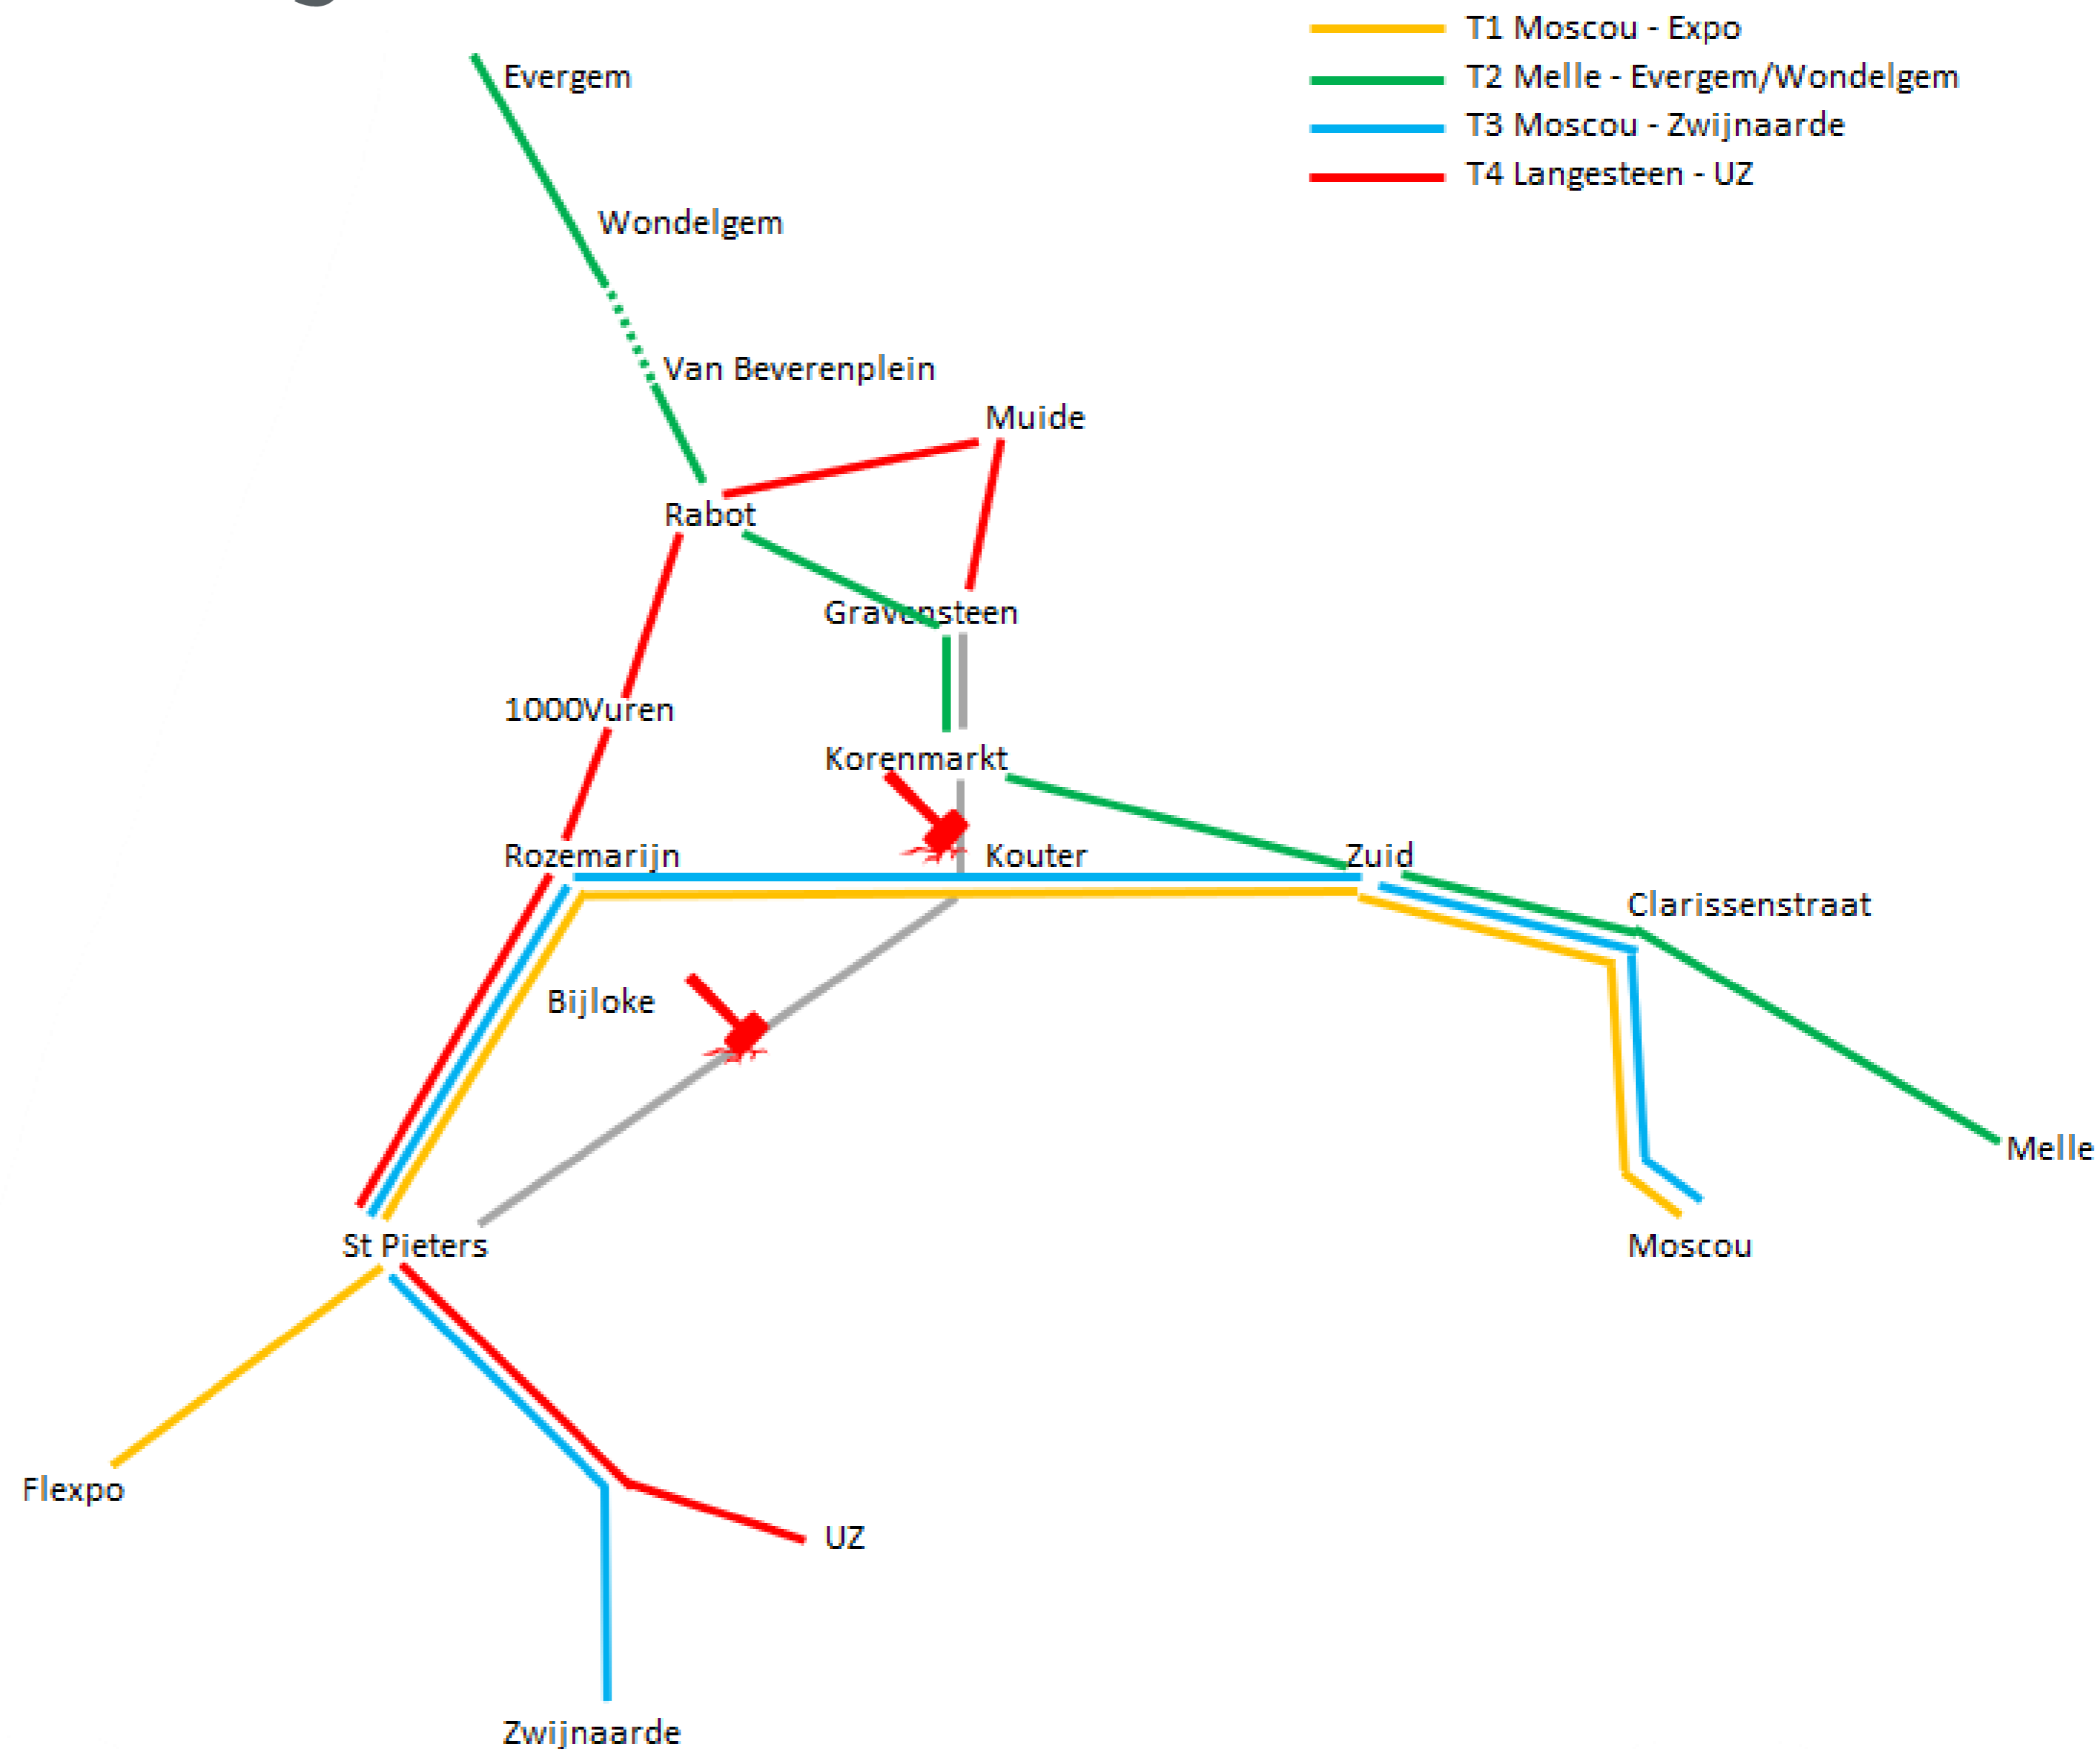 T1 Moscou - Expo
T2 Melle - Evergem/Wondelgem
T3 Moscou - Zwijnaarde
T4 Langesteen - UZ
Evergem
Wondelgem
Van Beverenplein
Muide
Rabot
Gravensteen
1000Vuren
Korenmarkt
Rozemarijn
Kouter
Zuid
Clarissenstraat
Bijloke
Melle
St Pieters
Moscou
Flexpo
UZ
Zwijnaarde